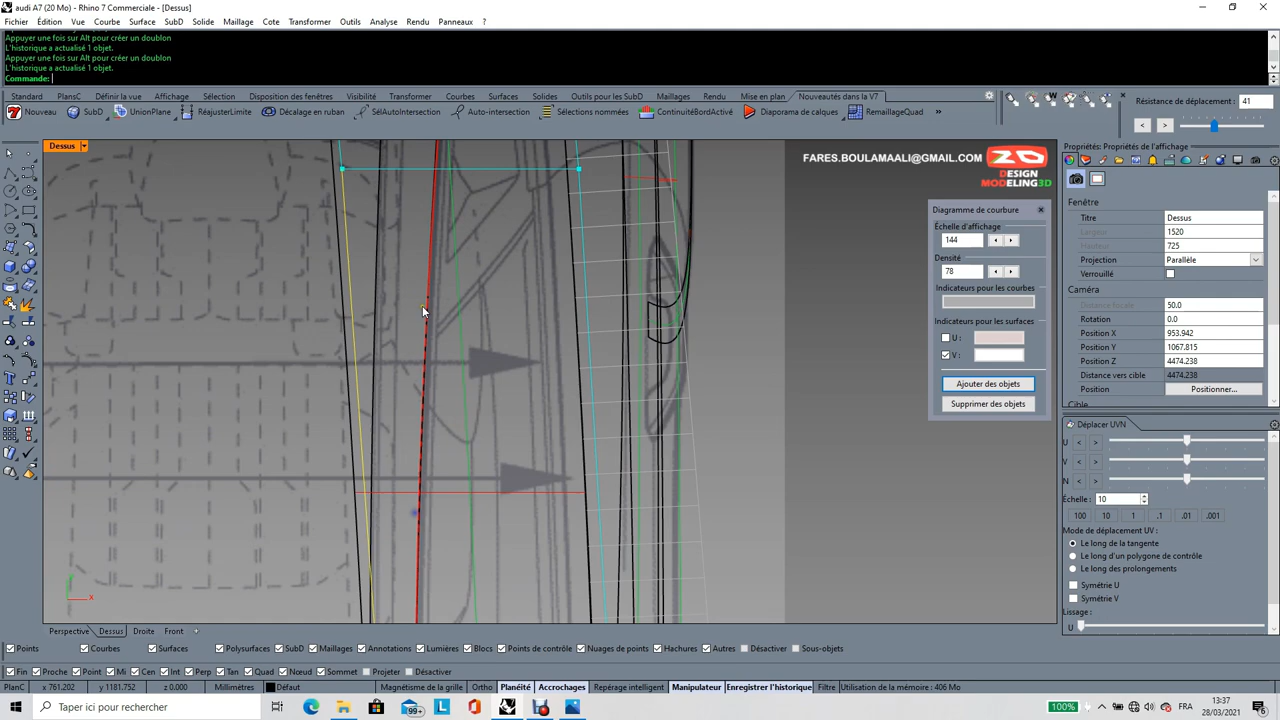 audi A7 (20 Mo) - Rhino 7 Commerciale - [Dessus]
Fichier Édition Vue Courbe Surface SubD Solide Maillage Cote Transformer Outils Analyse Rendu Panneaux ?
Appuyer une fois sur Alt pour créer un doublon
L'historique a actualisé 1 objet.
Appuyer une fois sur Alt pour créer un doublon
L'historique a actualisé 1 objet.
Commande:
Standard PlansC Définir la vue Affichage Sélection Disposition des fenêtres Visibilité Transformer Courbes Surfaces Solides Outils pour les SubD Maillages Rendu Mise en plan Nouveautés dans la V7
Nouveau SubD UnionPlane RéajusterLimite Décalage en ruban SélAutoIntersection Auto-intersection Sélections nommées ContinuitéBordActivé Diaporama de calques RemaillageQuad »
Résistance de déplacement : 41
Dessus
FARES.BOULAMAALI@GMAIL.COM
DESIGN
MODELING3D
Diagramme de courbure
Échelle d'affichage
144
Densité
78
Indicateurs pour les courbes
Indicateurs pour les surfaces
U :
V :
Ajouter des objets
Supprimer des objets
Propriétés: Propriétés de l'affichage
Fenêtre
Titre Dessus
Largeur 1520
Hauteur 725
Projection Parallèle
Verrouillé
Caméra
Distance focale 50.0
Rotation 0.0
Position X 953.942
Position Y 1067.815
Position Z 4474.238
Distance vers cible 4474.238
Position Positionner...
Cible
Déplacer UVN
U
V
N
Échelle : 10
100 10 1 .1 .01 .001
Mode de déplacement UV :
Le long de la tangente
Le long d'un polygone de contrôle
Le long des prolongements
Symétrie U
Symétrie V
Lissage :
U
y
x
Perspective Dessus Droite Front
Points Courbes Surfaces Polysurfaces SubD Maillages Annotations Lumières Blocs Points de contrôle Nuages de points Hachures Autres Désactiver Sous-objets
Fin Proche Point Mi Cen Int Perp Tan Quad Nœud Sommet Projeter Désactiver
PlanC x 761.202 y 1181.752 z 0.000 Millimètres Défaut Magnétisme de la grille Ortho Planéité Accrochages Repérage intelligent Manipulateur Enregistrer l'historique Filtre Utilisation de la mémoire : 406 Mo
Taper ici pour rechercher 99+ 100% FRA 13:37
28/03/2021